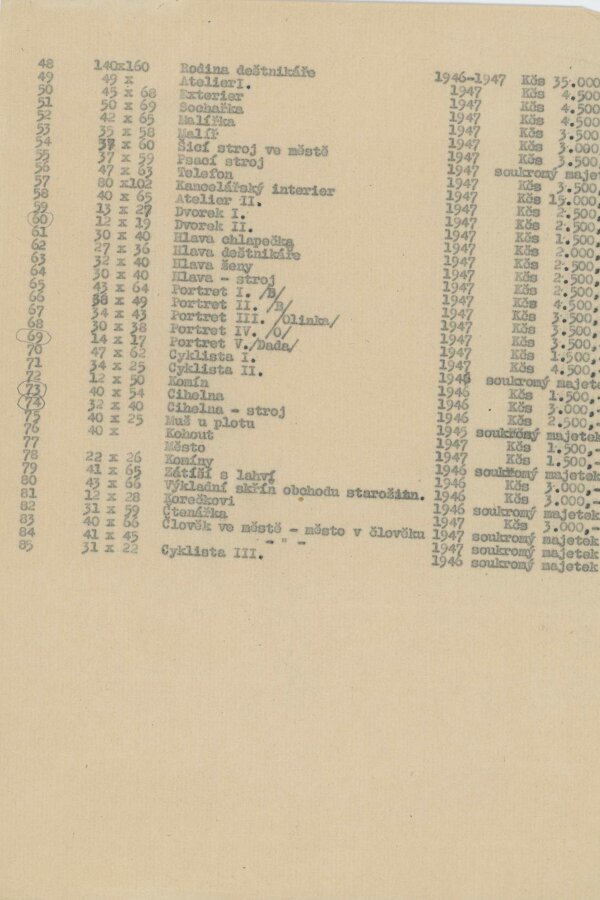 48 140x160 Rodina deštnikáře 1946-1947 Kčs 35.000
49 49 x AtelierI. 1947 Kčs 4.500
50 45 x 68 Exterier 1947 Kčs 4.500
51 50 x 69 Sochařka 1947 Kčs 4.500
52 42 x 65 Malířka 1947 Kčs 3.500
53 35 x 58 Malíř 1947 Kčs 3.000
54 37 x 60 Šicí stroj ve městě 1947 Kčs 3.500,
55 37 x 59 Psací stroj 1947 soukromý majet
56 47 x 63 Telefon 1947 Kčs 3.500,
57 80 x102 Kancelářský interier 1947 Kčs 15.000,
58 40 x 65 Atelier II. 1947 Kčs 2.500,
59 13 x 27 Dvorek I. 1947 Kčs 2.500,
60 12 x 19 Dvorek II. 1947 Kčs 1.500,
61 30 x 40 Hlava chlapečka 1947 Kčs 2.000,
62 27 x 36 Hlava deštnikáře 1947 Kčs 2.500,
63 32 x 40 Hlava ženy 1947 Kčs 2.500,
64 30 x 40 Hlava - stroj 1947 Kčs 2.500,
65 43 x 64 Portret I. /B/ 1947 Kčs 4.500,
66 38 x 49 Portret II. /B/ 1947 Kčs 3.500,
67 34 x 43 Portret III. /Olinka/ 1947 Kčs 3.500,
68 30 x 38 Portret IV. /O/ 1947 Kčs 3.500,
69 14 x 17 Portret V./Dada/ 1947 Kčs 1.500,
70 47 x 62 Cyklista I. 1947 Kčs 4.500,
71 34 x 25 Cyklista II. 1946 soukromý majete
72 12 x 50 Komín 1946 Kčs 1.500,
73 40 x 54 Cihelna 1946 Kčs 3.000,-
74 32 x 40 Cihelna - stroj 1946 Kčs 2.500,-
75 40 x 25 Muž u plotu 1945 soukromý majetek
76 40 x Kohout 1947 Kčs 1.500,-
77 Město 1947 Kčs 1.500,-
78 22 x 26 Komíny 1946 soukromý majetek
79 41 x 65 Zátiší s lahví 1946 Kčs 3.000,-
80 43 x 66 Výkladní skříň obchodu starožitn. 1946 Kčs 3.000,-
81 12 x 28 Korečkovi 1946 soukromý majetek
82 31 x 59 Čtenářka 1947 Kčs 3.000,-
83 40 x 66 Člověk ve městě - město v člověku 1947 soukromý majetek
84 41 x 45 - " - 1947 soukromý majetek
85 31 x 22 Cyklista III. 1946 soukromý majetek